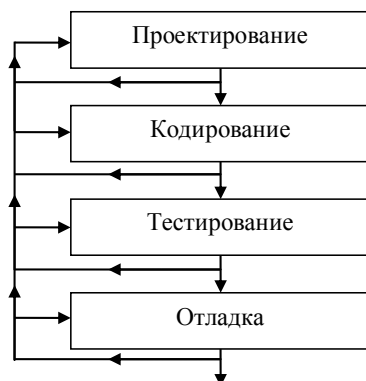 Проектирование
Кодирование
Тестирование
Отладка